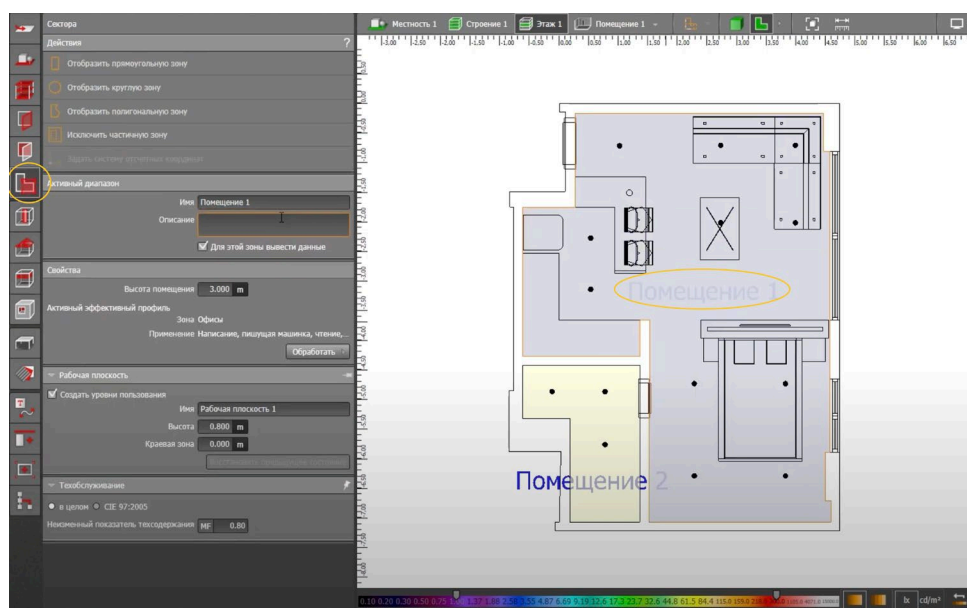 Сектора
Местность 1 Строение 1 Этаж 1 Помещение 1
Действия ?
Отобразить прямоугольную зону
Отобразить круглую зону
Отобразить полигональную зону
Исключить частичную зону
Активный диапазон
Имя Помещение 1
Описание
Для этой зоны вывести данные
Свойства
Высота помещения 3.000 m
Активный эффективный профиль
Зона Офисы
Применение Написание, пишущая машинка, чтение,...
Обработать
Рабочая плоскость
Создать уровни пользования
Имя Рабочая плоскость 1
Высота 0.800 m
Краевая зона 0.000 m
Техобслуживание
в целом CIE 97:2005
Неизменный показатель техсодержания MF 0.80
Помещение 1
Помещение 2
lx cd/m²